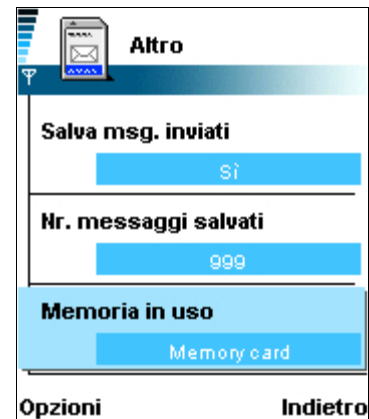 Altro
Salva msg. inviati
Sì
Nr. messaggi salvati
999
Memoria in uso
Memory card
Opzioni Indietro